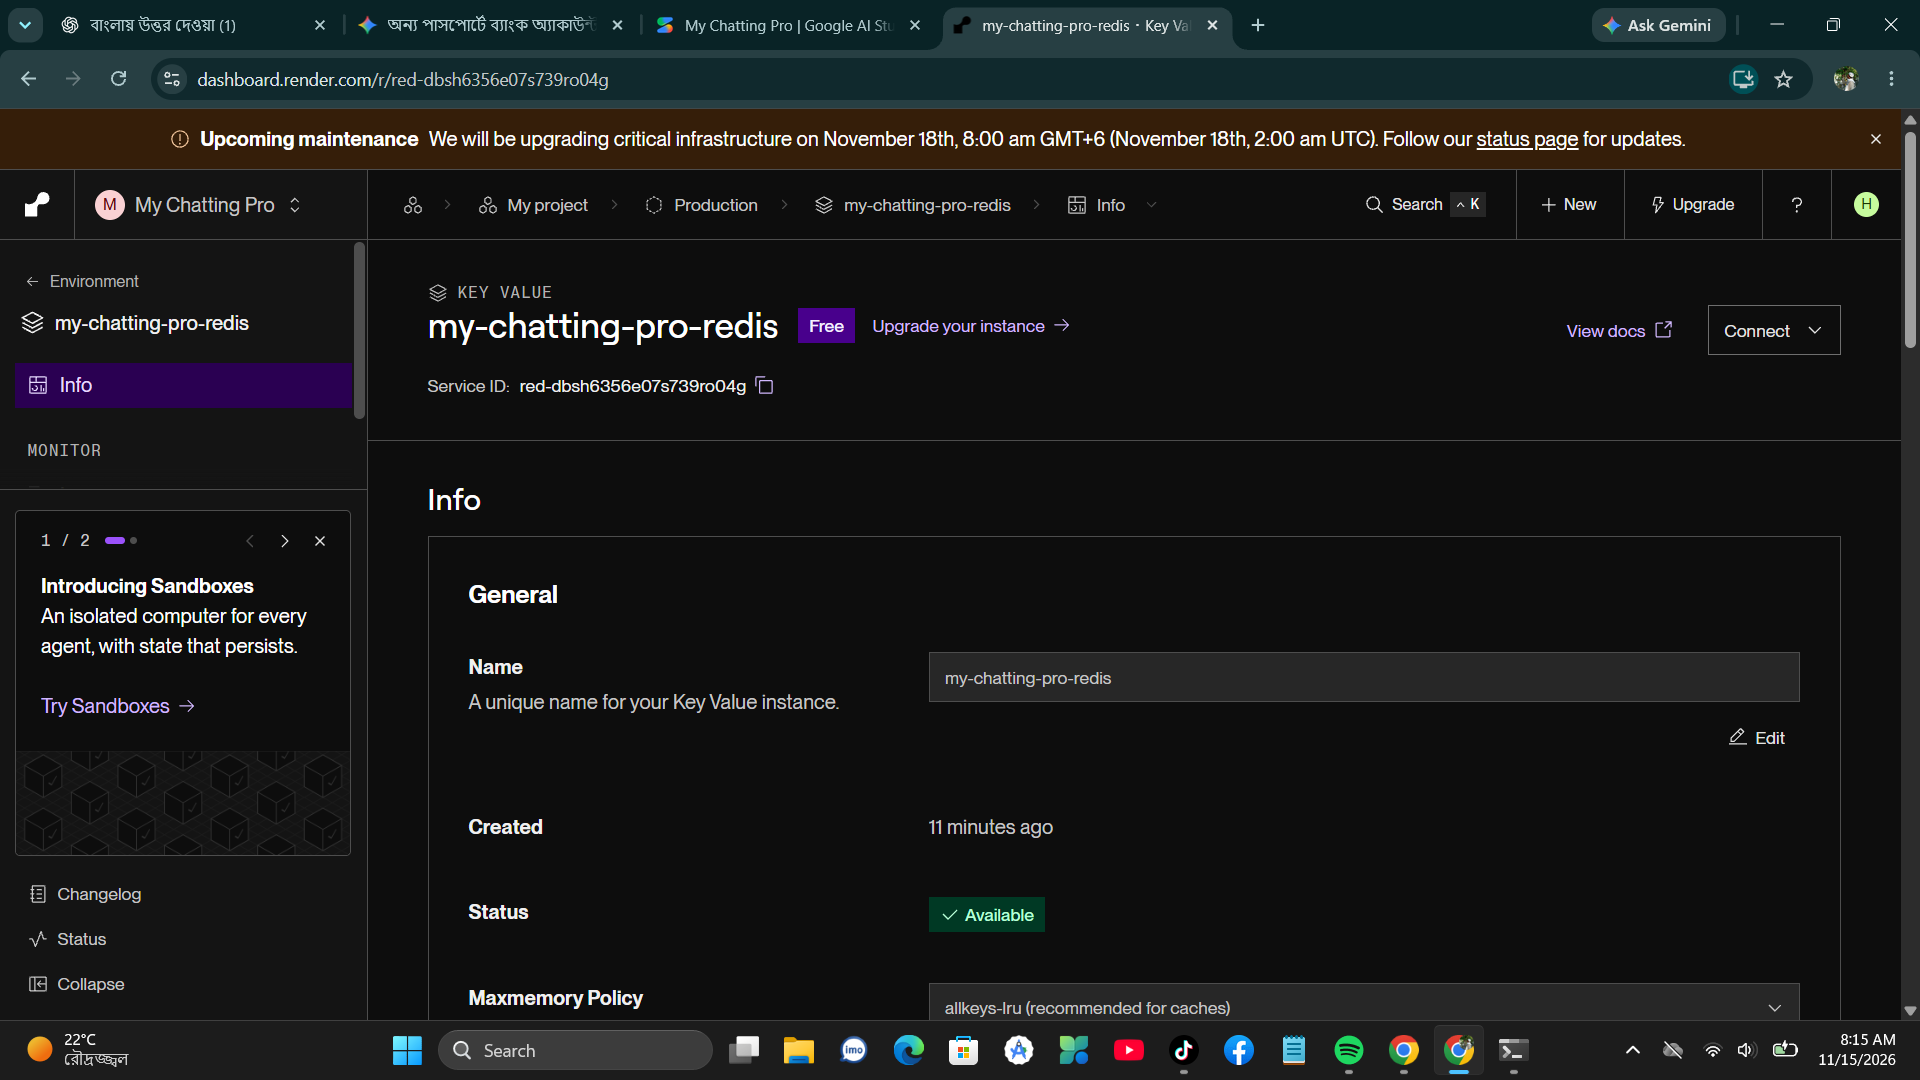 বাংলায় উত্তর দেওয়া (1)
অন্য পাসপোর্টে ব্যাংক অ্যাকাউন্ট
My Chatting Pro | Google AI Stu
my-chatting-pro-redis · Key Val
Ask Gemini
dashboard.render.com/r/red-dbsh6356e07s739ro04g
Upcoming maintenance We will be upgrading critical infrastructure on November 18th, 8:00 am GMT+6 (November 18th, 2:00 am UTC). Follow our status page for updates.
M My Chatting Pro
My project
Production
my-chatting-pro-redis
Info
Search ^ K
+ New
Upgrade
?
H
← Environment
my-chatting-pro-redis
Info
MONITOR
1 / 2
Introducing Sandboxes
An isolated computer for every
agent, with state that persists.
Try Sandboxes →
Changelog
Status
Collapse
KEY VALUE
my-chatting-pro-redis Free Upgrade your instance →
View docs
Connect
Service ID: red-dbsh6356e07s739ro04g
Info
General
Name
A unique name for your Key Value instance.
my-chatting-pro-redis
Edit
Created
11 minutes ago
Status
Available
Maxmemory Policy
allkeys-lru (recommended for caches)
22°C
রৌদ্রজ্জ্বল
Search
imo
8:15 AM
11/15/2026